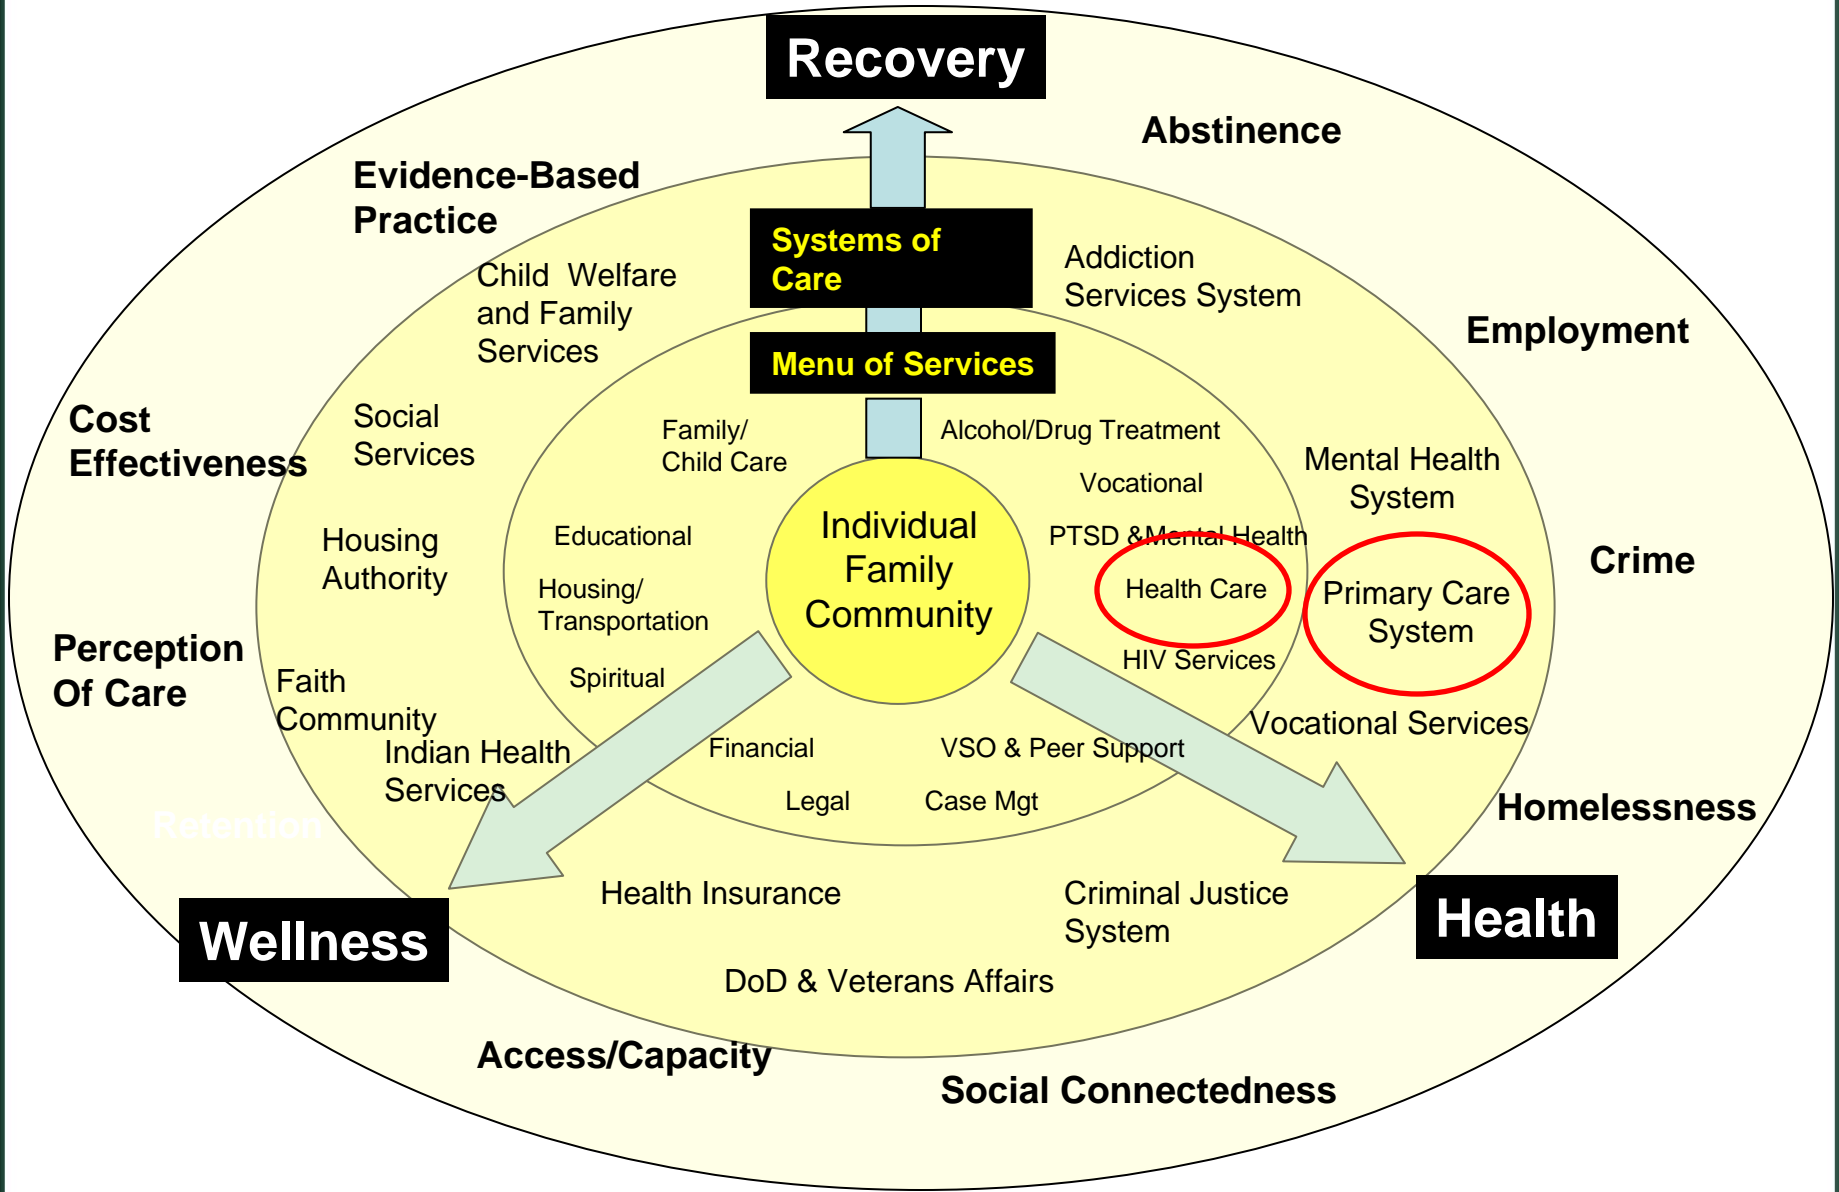 Recovery
Abstinence
Evidence-Based
Practice
Systems of
Care
Addiction
Services System
Child  Welfare
and Family
Services
Employment
Menu of Services
Cost
Effectiveness
Social
Services
Family/
Child Care
Alcohol/Drug Treatment
Mental Health
System
Vocational
Individual
Family
Community
Educational
PTSD &Mental Health
Housing
Authority
Crime
Health Care
Primary Care
System
Housing/
Transportation
Perception
Of Care
HIV Services
Spiritual
Faith
Community
Vocational Services
Indian Health
Services
Financial
VSO & Peer Support
Legal
Case Mgt
Homelessness
Retention
Health Insurance
Criminal Justice
System
Wellness
Health
DoD & Veterans Affairs
Access/Capacity
Social Connectedness